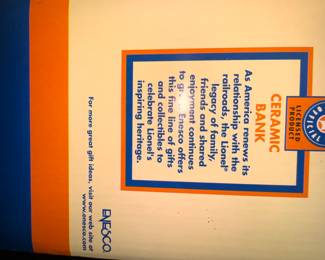 OFFICIAL
LICENSED
PRODUCT
CERAMIC
BANK
As America renews its
relationship with the
railroads, the Lionel®
legacy of family,
friends and shared
enjoyment continues
to Enesco offers
this fine line of gifts
and collectibles to
celebrate Lionel's
inspiring heritage.
ENESCO
For more great gift ideas, visit our web site at
www.enesco.com